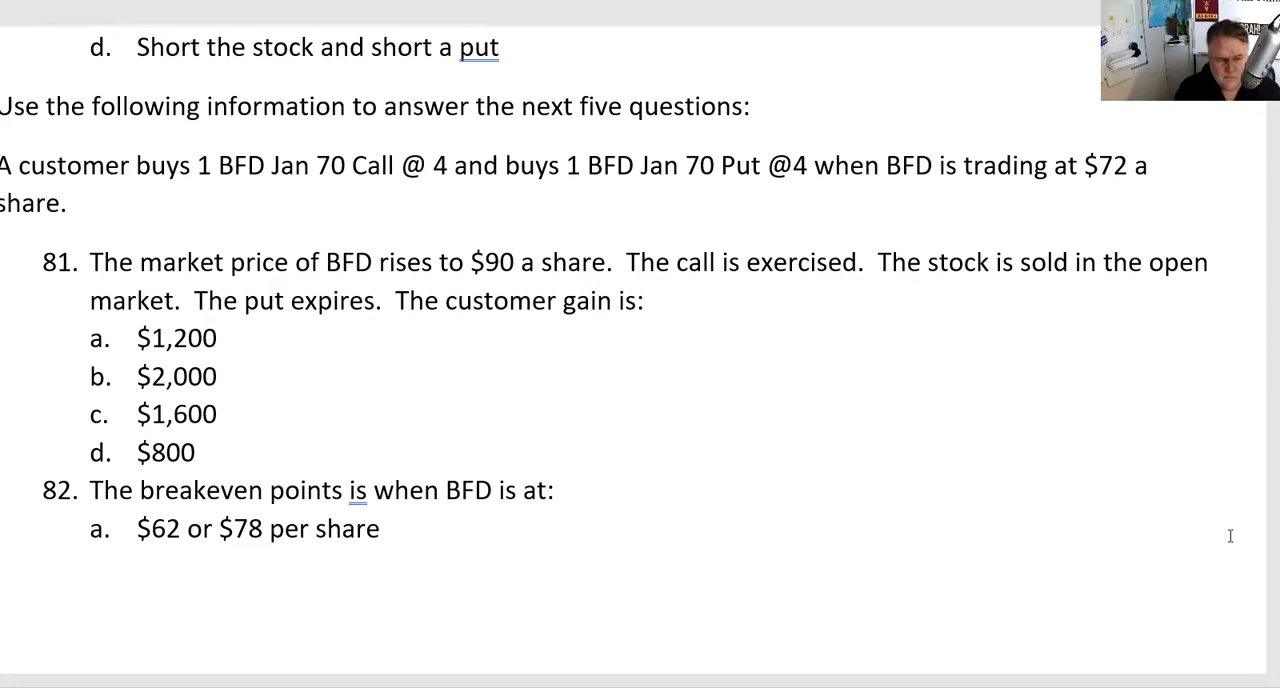 d. Short the stock and short a put
Use the following information to answer the next five questions:
A customer buys 1 BFD Jan 70 Call @ 4 and buys 1 BFD Jan 70 Put @4 when BFD is trading at $72 a
share.
81. The market price of BFD rises to $90 a share. The call is exercised. The stock is sold in the open
market. The put expires. The customer gain is:
a. $1,200
b. $2,000
c. $1,600
d. $800
82. The breakeven points is when BFD is at:
a. $62 or $78 per share